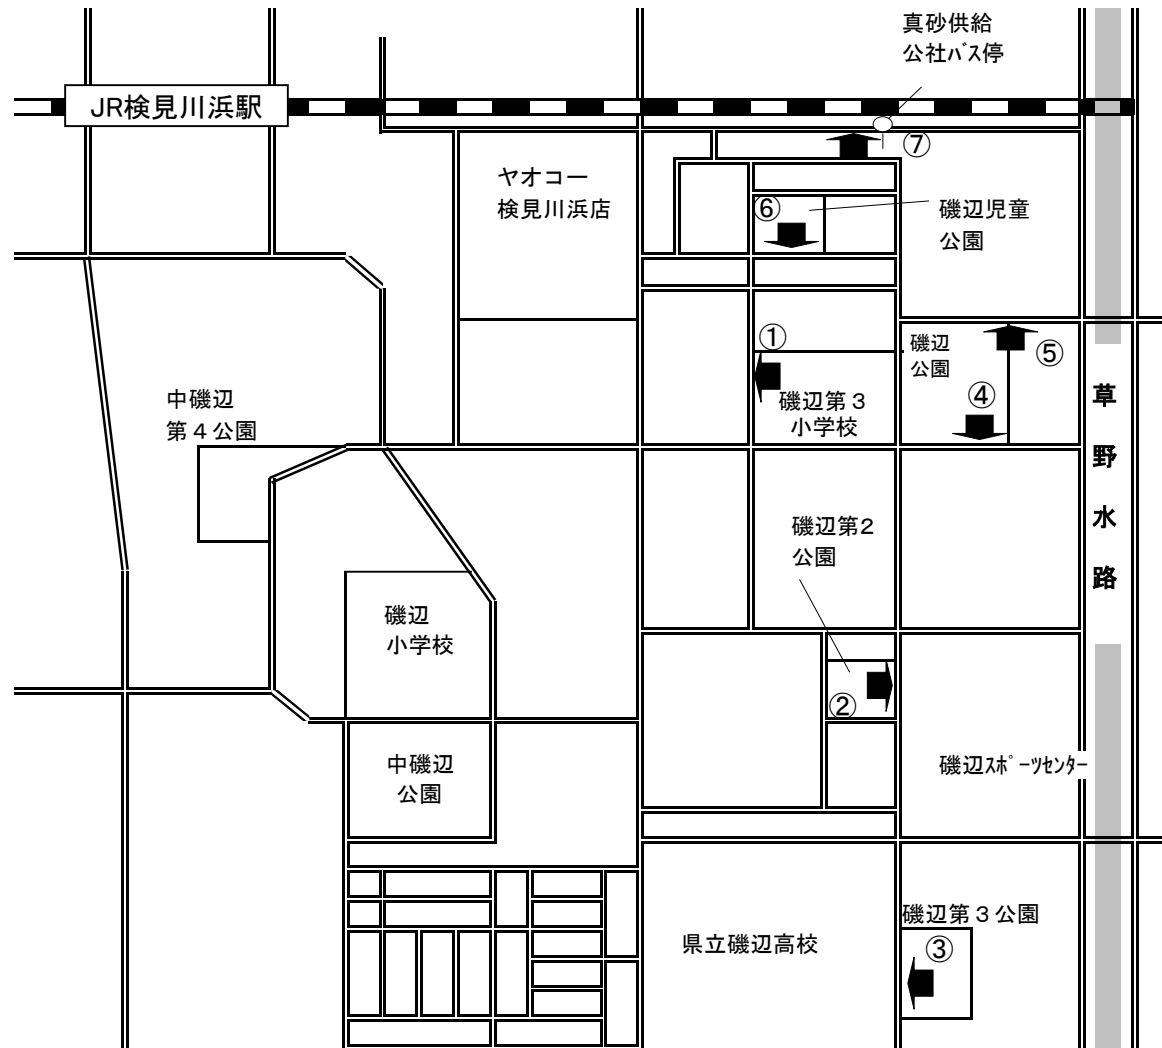 真砂供給
公社ﾊﾞｽ停
JR検見川浜駅
⑦
ヤオコー
検見川浜店
⑥
磯辺児童
公園
①
磯辺
公園
⑤
中磯辺
第４公園
磯辺第３
小学校
④
草
野
水
路
磯辺第2
公園
磯辺
小学校
②
中磯辺
公園
磯辺ｽﾎﾟｰﾂｾﾝﾀｰ
県立磯辺高校
磯辺第３公園
③